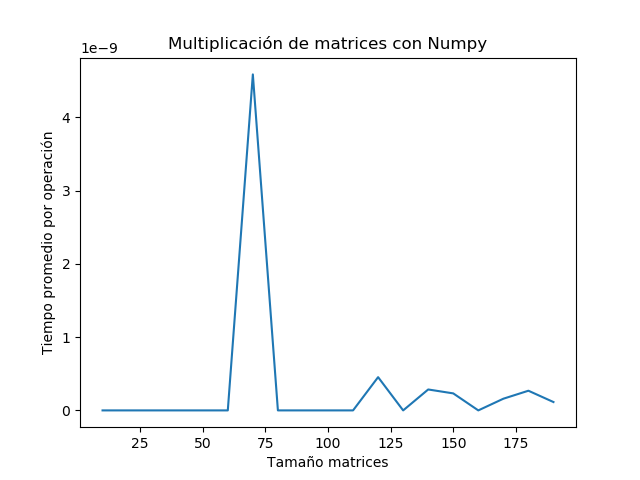 Multiplicación de matrices con Numpy
1e−9
Tiempo promedio por operación
4
3
2
1
0
25 50 75 100 125 150 175
Tamaño matrices